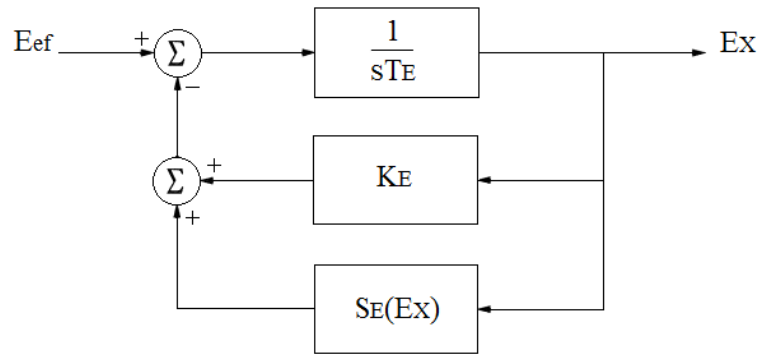 Eef + Σ 1 Ex
sTE
−
Σ + KE
+
SE(Ex)